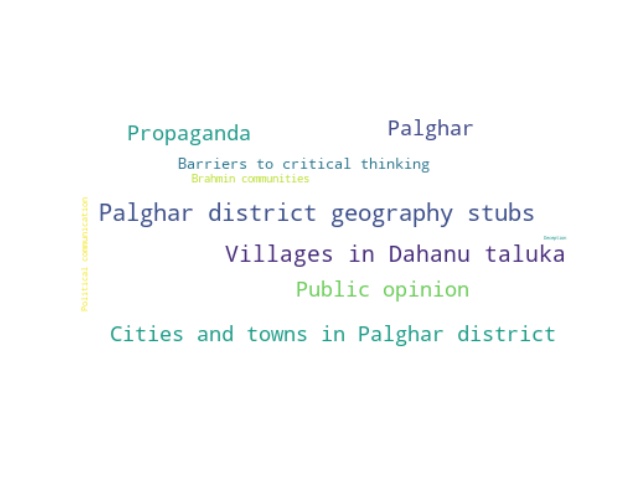 Palghar
Propaganda
Barriers to critical thinking
Brahmin communities
Political communication
Palghar district geography stubs
Deception
Villages in Dahanu taluka
Public opinion
Cities and towns in Palghar district